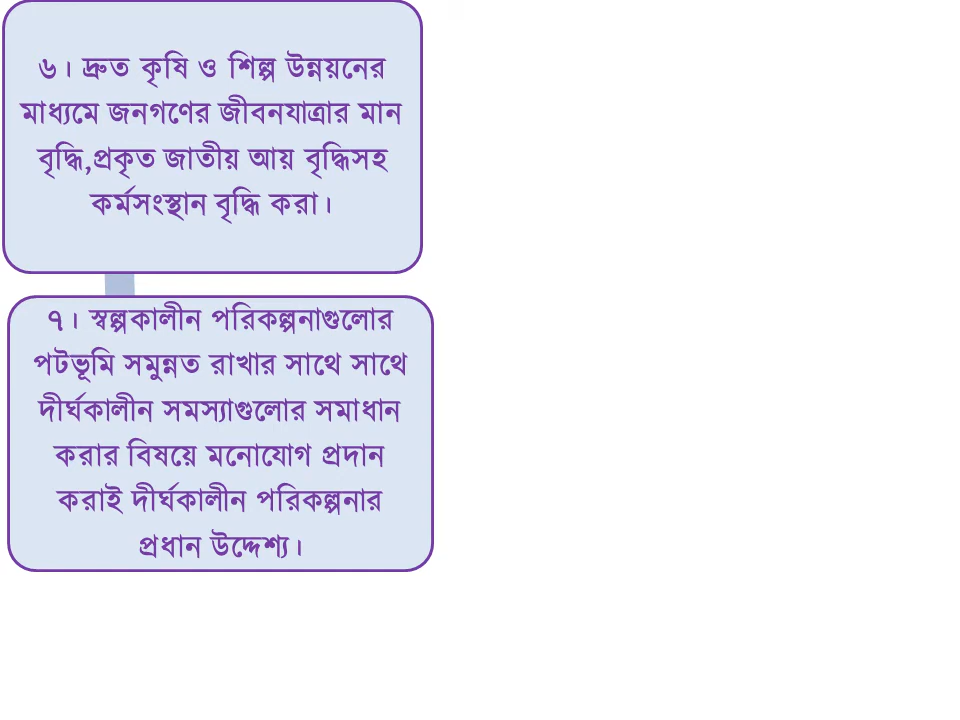 ৬। দ্রুত কৃষি ও শিল্প উন্নয়নের
মাধ্যমে জনগণের জীবনযাত্রার মান
বৃদ্ধি,প্রকৃত জাতীয় আয় বৃদ্ধিসহ
কর্মসংস্থান বৃদ্ধি করা।
৭। স্বল্পকালীন পরিকল্পনাগুলোর
পটভূমি সমুন্নত রাখার সাথে সাথে
দীর্ঘকালীন সমস্যাগুলোর সমাধান
করার বিষয়ে মনোযোগ প্রদান
করাই দীর্ঘকালীন পরিকল্পনার
প্রধান উদ্দেশ্য।